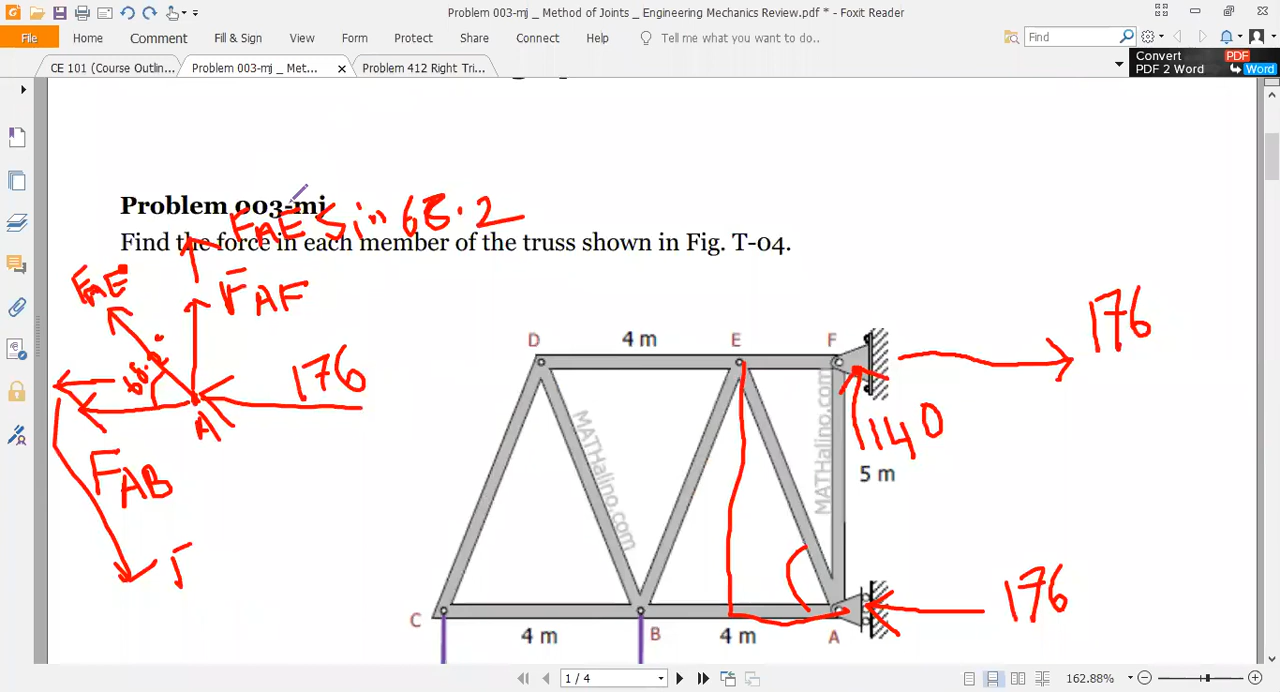 Problem 003-mj _ Method of Joints _ Engineering Mechanics Review.pdf * - Foxit Reader
File Home Comment Fill & Sign View Form Protect Share Connect Help Tell me what you want to do.. Find
Convert PDF
PDF 2 Word Word
CE 101 (Course Outlin... Problem 003-mj _ Met... Problem 412 Right Tri...
Problem 003-mj
FAE Sin 68.2
Find the force in each member of the truss shown in Fig. T-04.
FAE
FAF
176
68.2
176
A
FAB
F
D 4 m E F
MATHalino.com
MATHalino.com
1140
5 m
176
C 4 m B 4 m A
1 / 4
162.88%